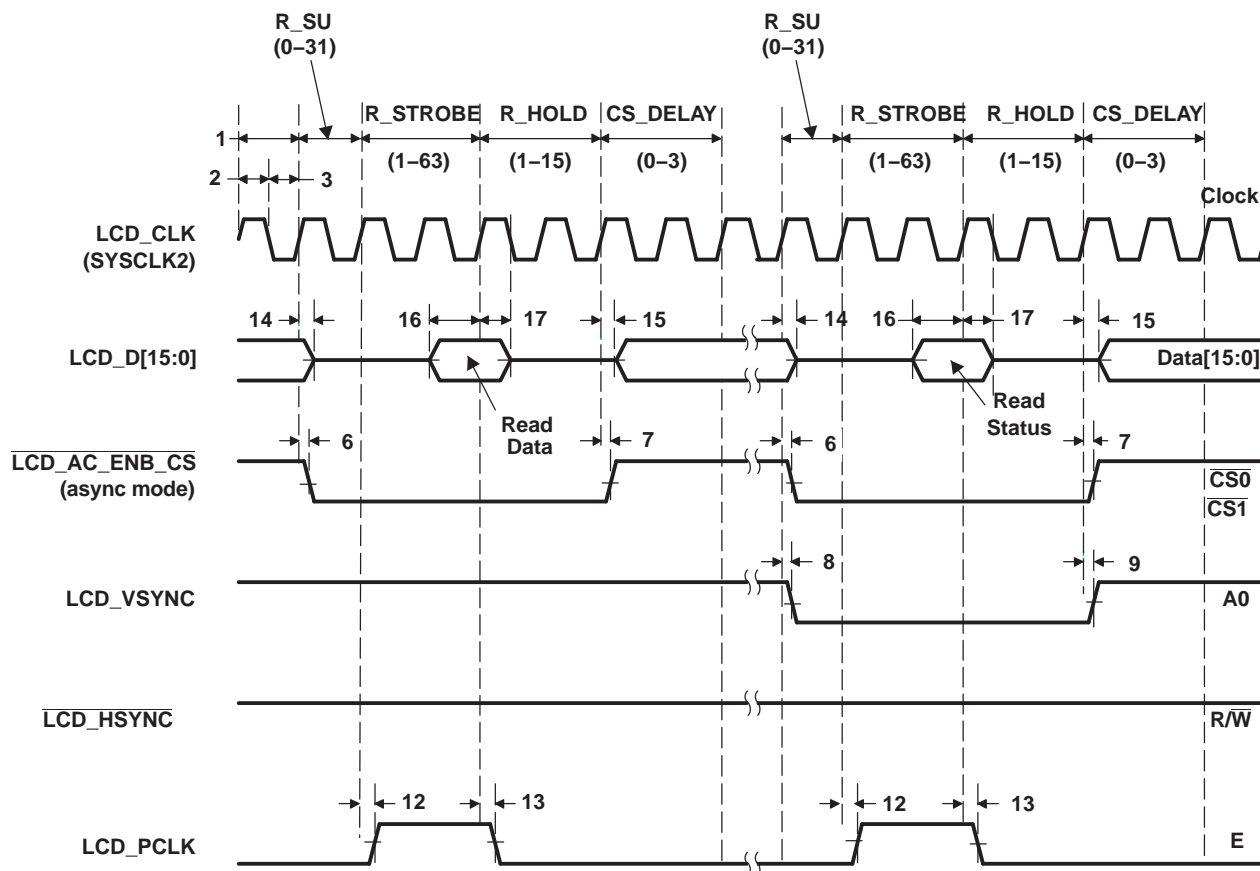 R_SU
(0–31)
R_SU
(0–31)
R_STROBE
R_HOLD
CS_DELAY
R_STROBE
R_HOLD
CS_DELAY
1
(1–63)
(1–15)
(0–3)
(1–63)
(1–15)
(0–3)
2
3
Clock
LCD_CLK
(SYSCLK2)
14
16
17
15
14
16
17
15
LCD_D[15:0]
Data[15:0]
Read
Data
Read
Status
6
7
6
7
LCD_AC_ENB_CS
(async mode)
CS0
CS1
8
9
LCD_VSYNC
A0
LCD_HSYNC
R/W
12
13
12
13
LCD_PCLK
E